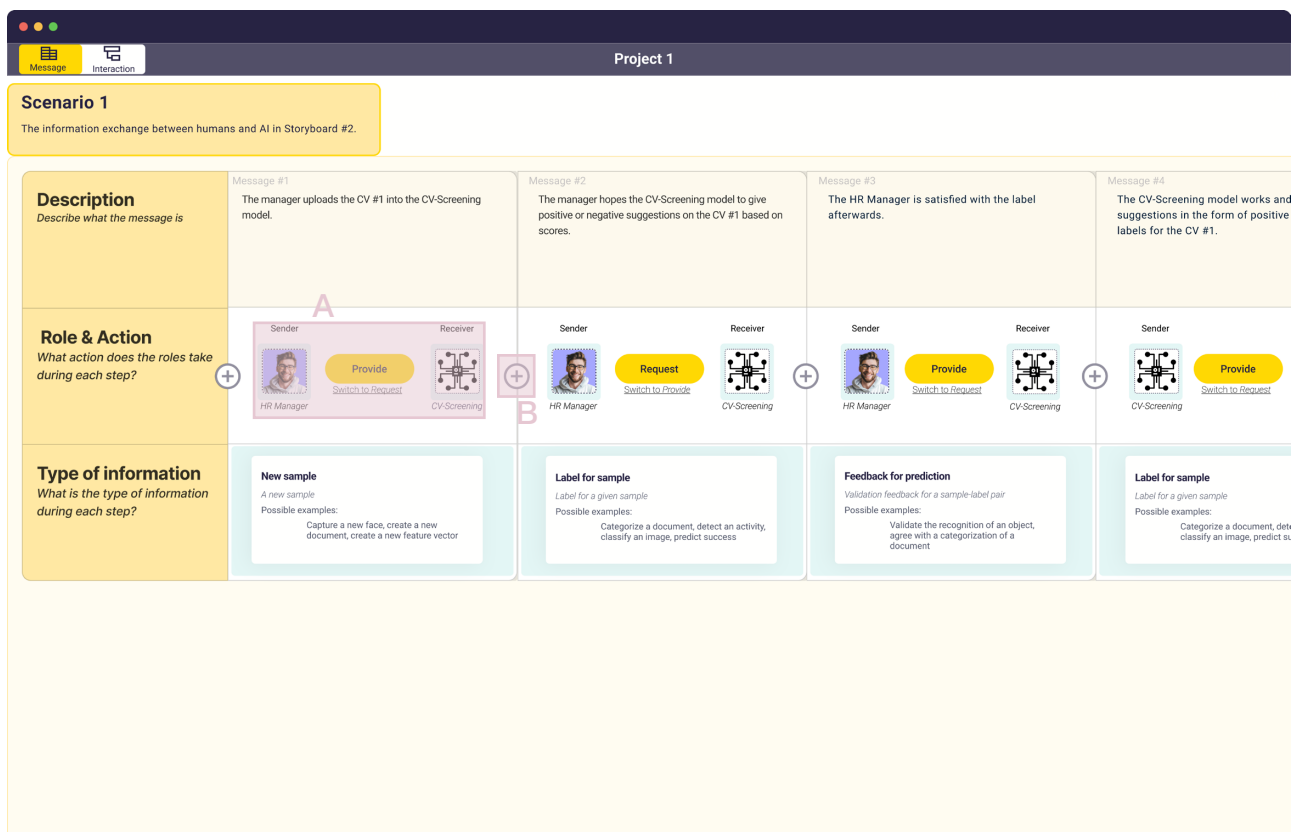 Message
Interaction
Project 1
Scenario 1
The information exchange between humans and AI in Storyboard #2.
Description
Describe what the message is
Message #1
The manager uploads the CV #1 into the CV-Screening
model.
Message #2
The manager hopes the CV-Screening model to give
positive or negative suggestions on the CV #1 based on
scores.
Message #3
The HR Manager is satisfied with the label
afterwards.
Message #4
The CV-Screening model works and
suggestions in the form of positive
labels for the CV #1.
Role & Action
What action does the roles take
during each step?
A
Sender
Receiver
Provide
Switch to Request
HR Manager
CV-Screening
B
Sender
Receiver
Request
Switch to Provide
HR Manager
CV-Screening
Sender
Receiver
Provide
Switch to Request
HR Manager
CV-Screening
Sender
Provide
Switch to Request
CV-Screening
Type of information
What is the type of information
during each step?
New sample
A new sample
Possible examples:
Capture a new face, create a new
document, create a new feature vector
Label for sample
Label for a given sample
Possible examples:
Categorize a document, detect an activity,
classify an image, predict success
Feedback for prediction
Validation feedback for a sample-label pair
Possible examples:
Validate the recognition of an object,
agree with a categorization of a
document
Label for sample
Label for a given sample
Possible examples:
Categorize a document,
classify an image, predict